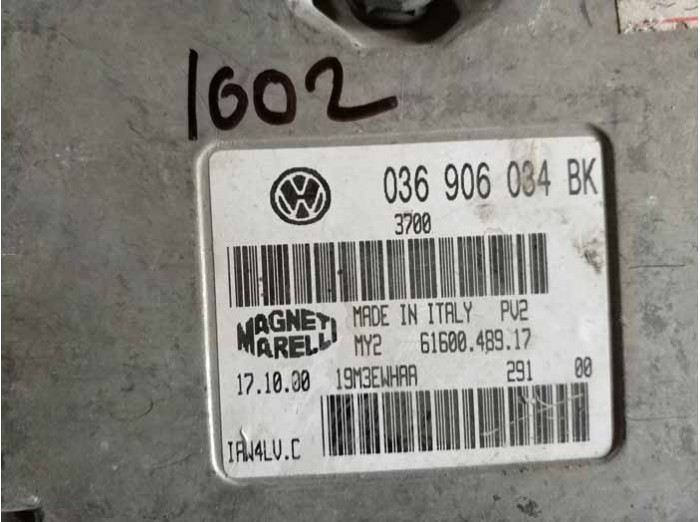 1602
036 906 034 BK
3700
MAGNETI MARELLI
MADE IN ITALY PV2
MY2 61600.489.17
17.10.00 19M3EWHAA 291 00
IAW4LV.C